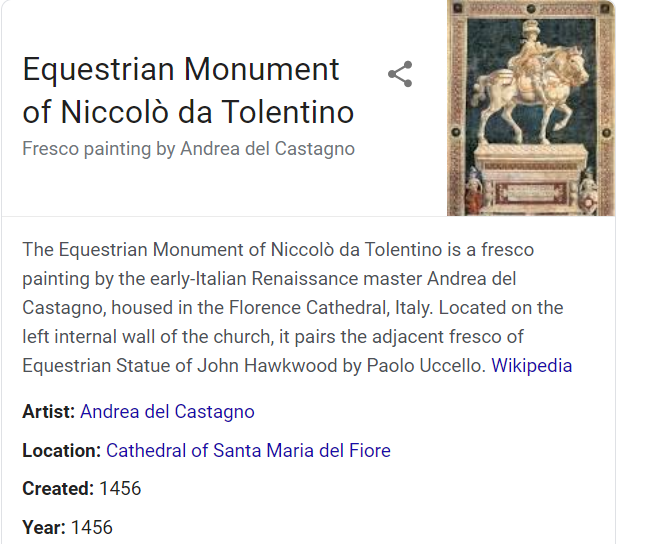 Equestrian Monument
of Niccolò da Tolentino
Fresco painting by Andrea del Castagno
The Equestrian Monument of Niccolò da Tolentino is a fresco
painting by the early-Italian Renaissance master Andrea del
Castagno, housed in the Florence Cathedral, Italy. Located on the
left internal wall of the church, it pairs the adjacent fresco of
Equestrian Statue of John Hawkwood by Paolo Uccello. Wikipedia
Artist: Andrea del Castagno
Location: Cathedral of Santa Maria del Fiore
Created: 1456
Year: 1456